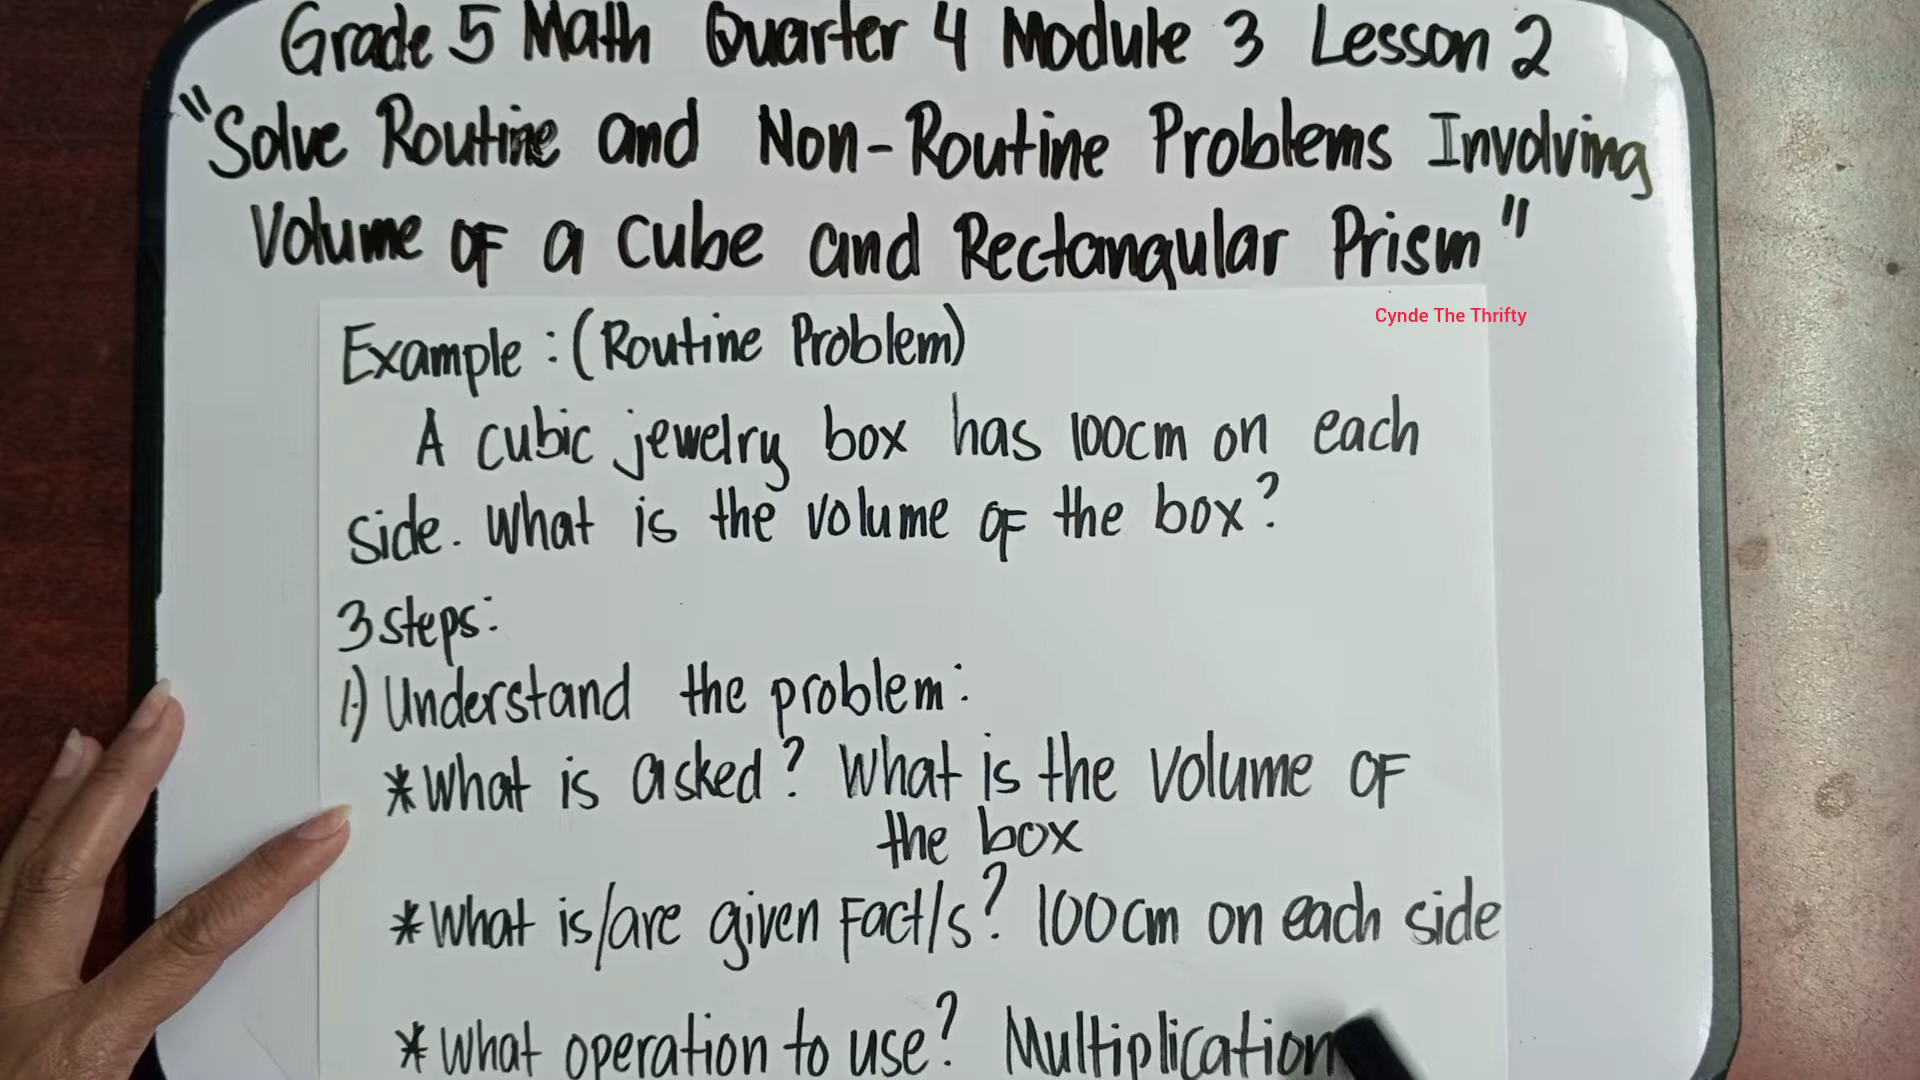 Grade 5 Math Quarter 4 Module 3 Lesson 2
"Solve Routine and Non-Routine Problems Involving
Volume of a Cube and Rectangular Prism"
Cynde The Thrifty
Example : (Routine Problem)
A cubic jewelry box has 100cm on each
side. What is the volume of the box?
3 steps:
1.) Understand the problem:
*What is asked? What is the volume of
the box
*What is/are given fact/s? 100cm on each side
*What operation to use? Multiplication